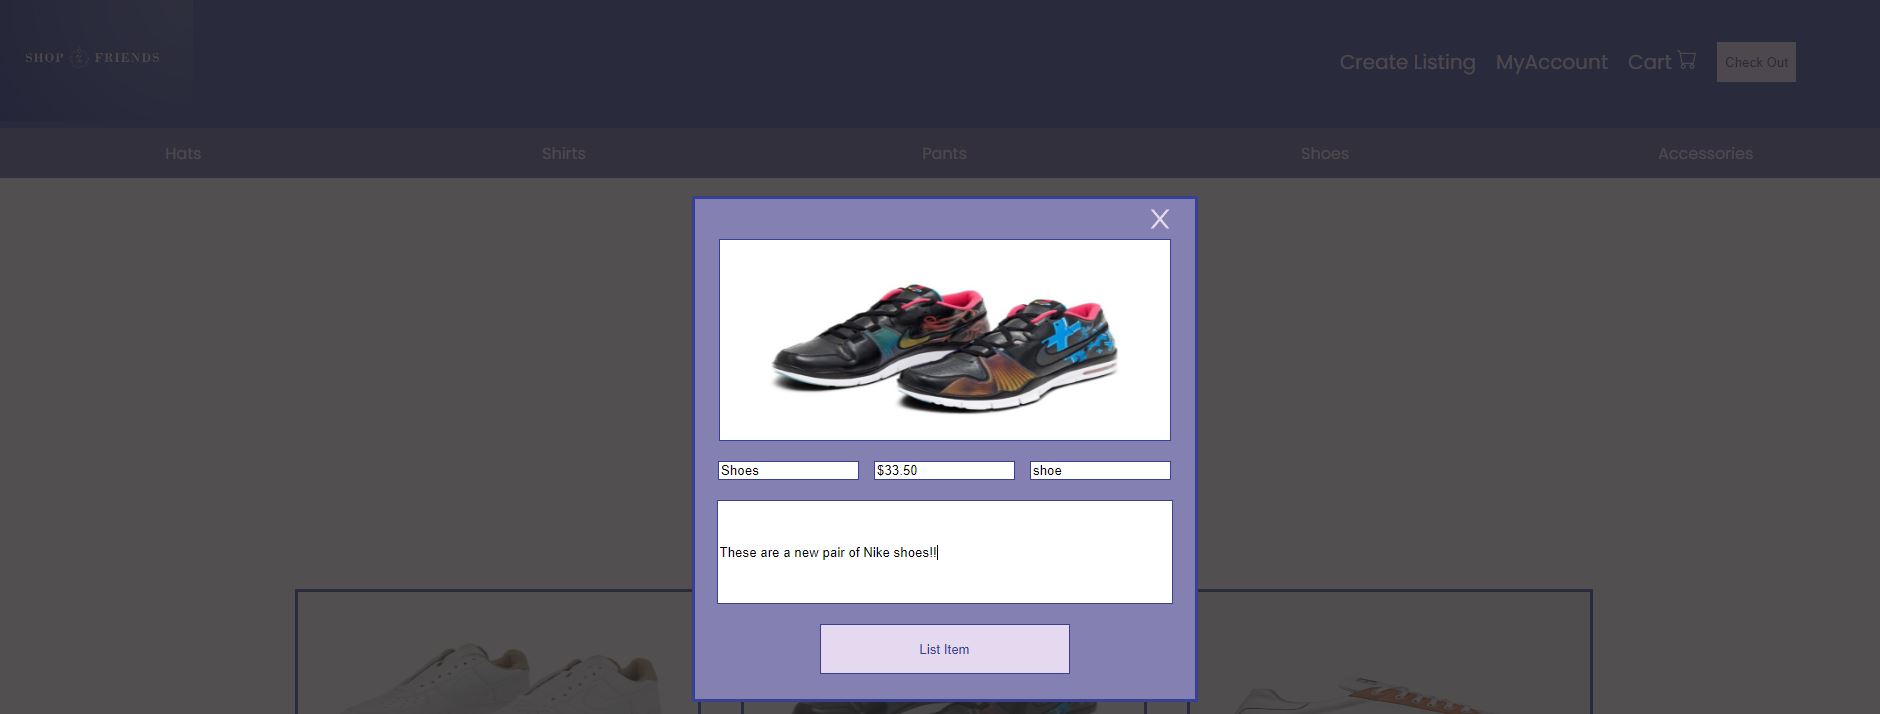 SHOP FRIENDS
Create Listing MyAccount Cart Check Out
Hats Shirts Pants Shoes Accessories
X
Shoes $33.50 shoe
These are a new pair of Nike shoes!!
List Item